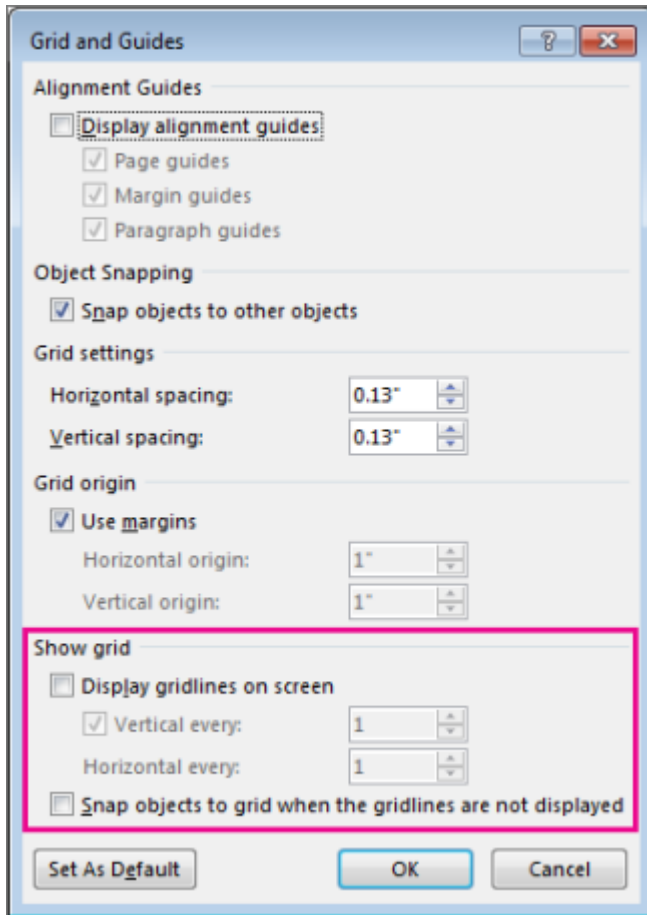 Grid and Guides
Alignment Guides
Display alignment guides
Page guides
Margin guides
Paragraph guides
Object Snapping
Snap objects to other objects
Grid settings
Horizontal spacing: 0.13"
Vertical spacing: 0.13"
Grid origin
Use margins
Horizontal origin: 1"
Vertical origin: 1"
Show grid
Display gridlines on screen
Vertical every: 1
Horizontal every: 1
Snap objects to grid when the gridlines are not displayed
Set As Default OK Cancel